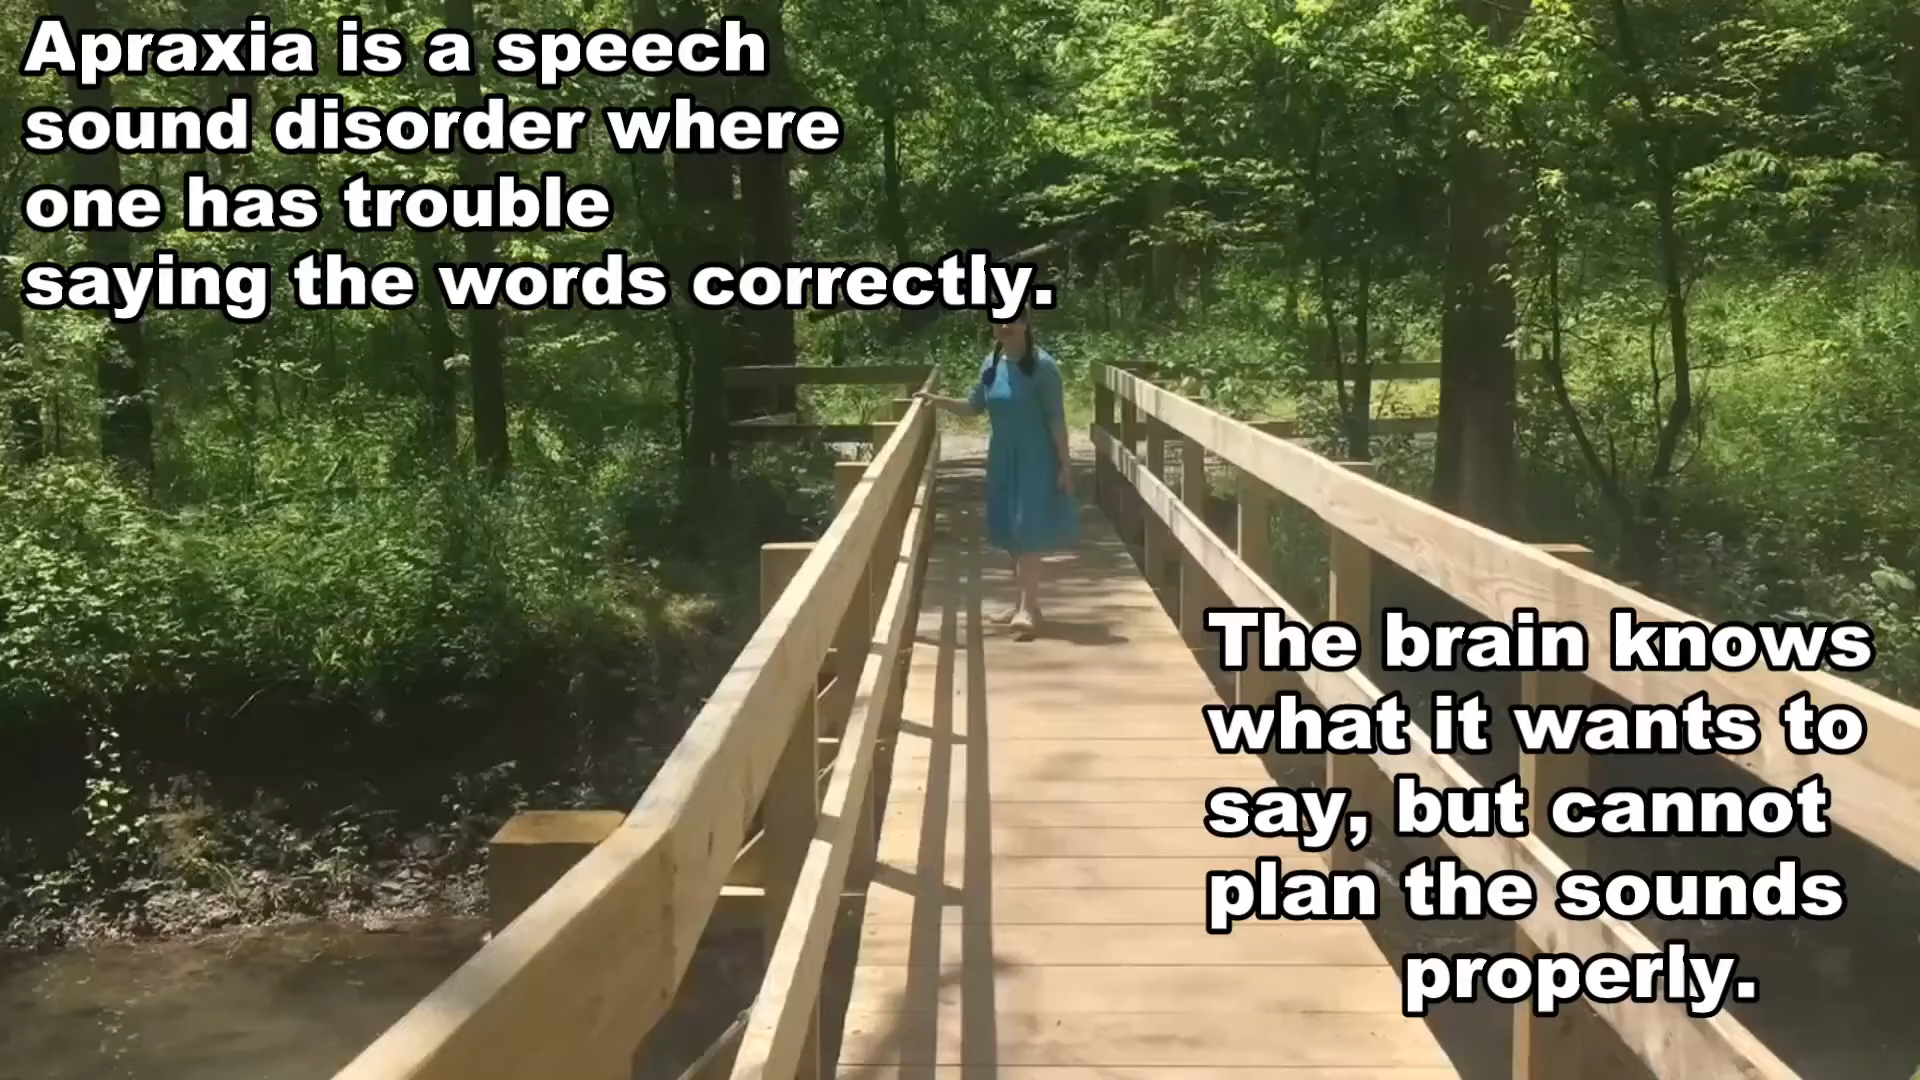 Apraxia is a speech
sound disorder where
one has trouble
saying the words correctly.
The brain knows
what it wants to
say, but cannot
plan the sounds
properly.